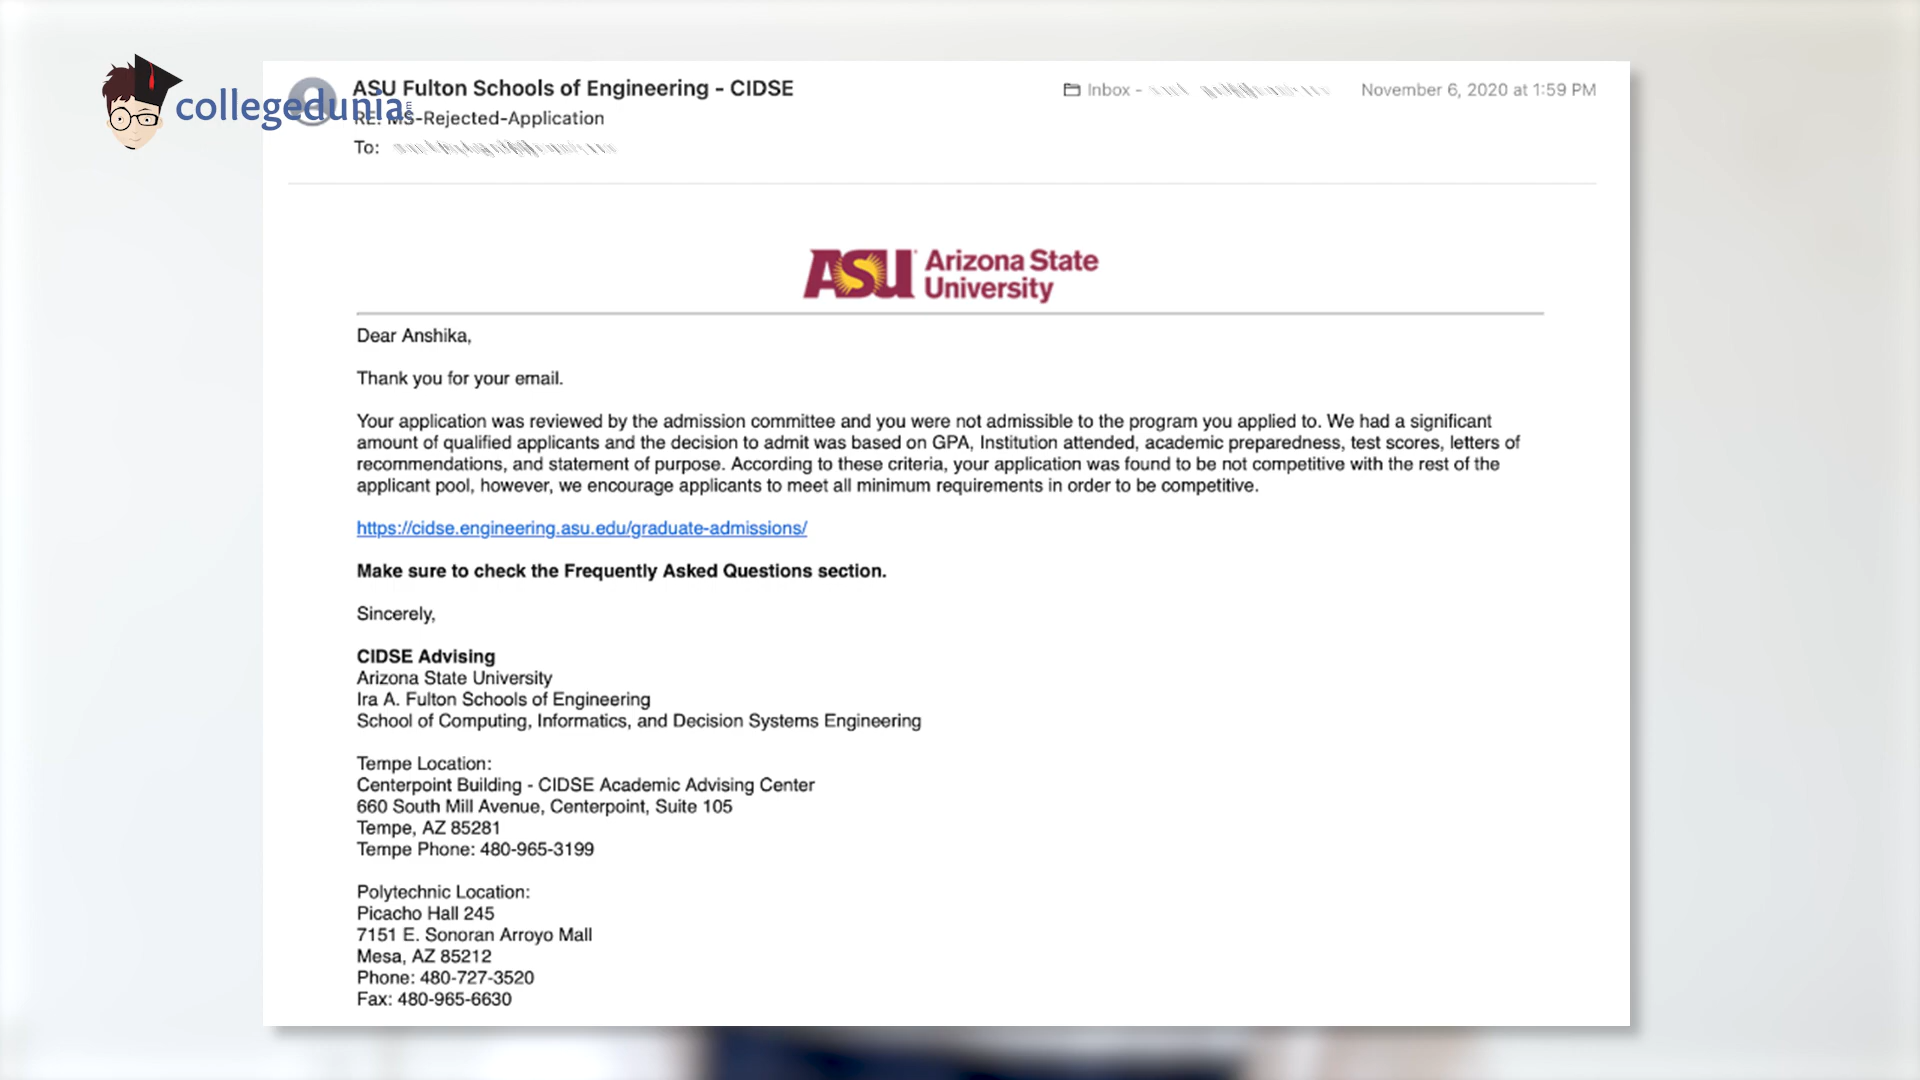 collegedunia
ASU Fulton Schools of Engineering - CIDSE
Inbox -
November 6, 2020 at 1:59 PM
RE: MS-Rejected-Application
To:
ASU Arizona State
University
Dear Anshika,
Thank you for your email.
Your application was reviewed by the admission committee and you were not admissible to the program you applied to. We had a significant
amount of qualified applicants and the decision to admit was based on GPA, Institution attended, academic preparedness, test scores, letters of
recommendations, and statement of purpose. According to these criteria, your application was found to be not competitive with the rest of the
applicant pool, however, we encourage applicants to meet all minimum requirements in order to be competitive.
https://cidse.engineering.asu.edu/graduate-admissions/
Make sure to check the Frequently Asked Questions section.
Sincerely,
CIDSE Advising
Arizona State University
Ira A. Fulton Schools of Engineering
School of Computing, Informatics, and Decision Systems Engineering
Tempe Location:
Centerpoint Building - CIDSE Academic Advising Center
660 South Mill Avenue, Centerpoint, Suite 105
Tempe, AZ 85281
Tempe Phone: 480-965-3199
Polytechnic Location:
Picacho Hall 245
7151 E. Sonoran Arroyo Mall
Mesa, AZ 85212
Phone: 480-727-3520
Fax: 480-965-6630